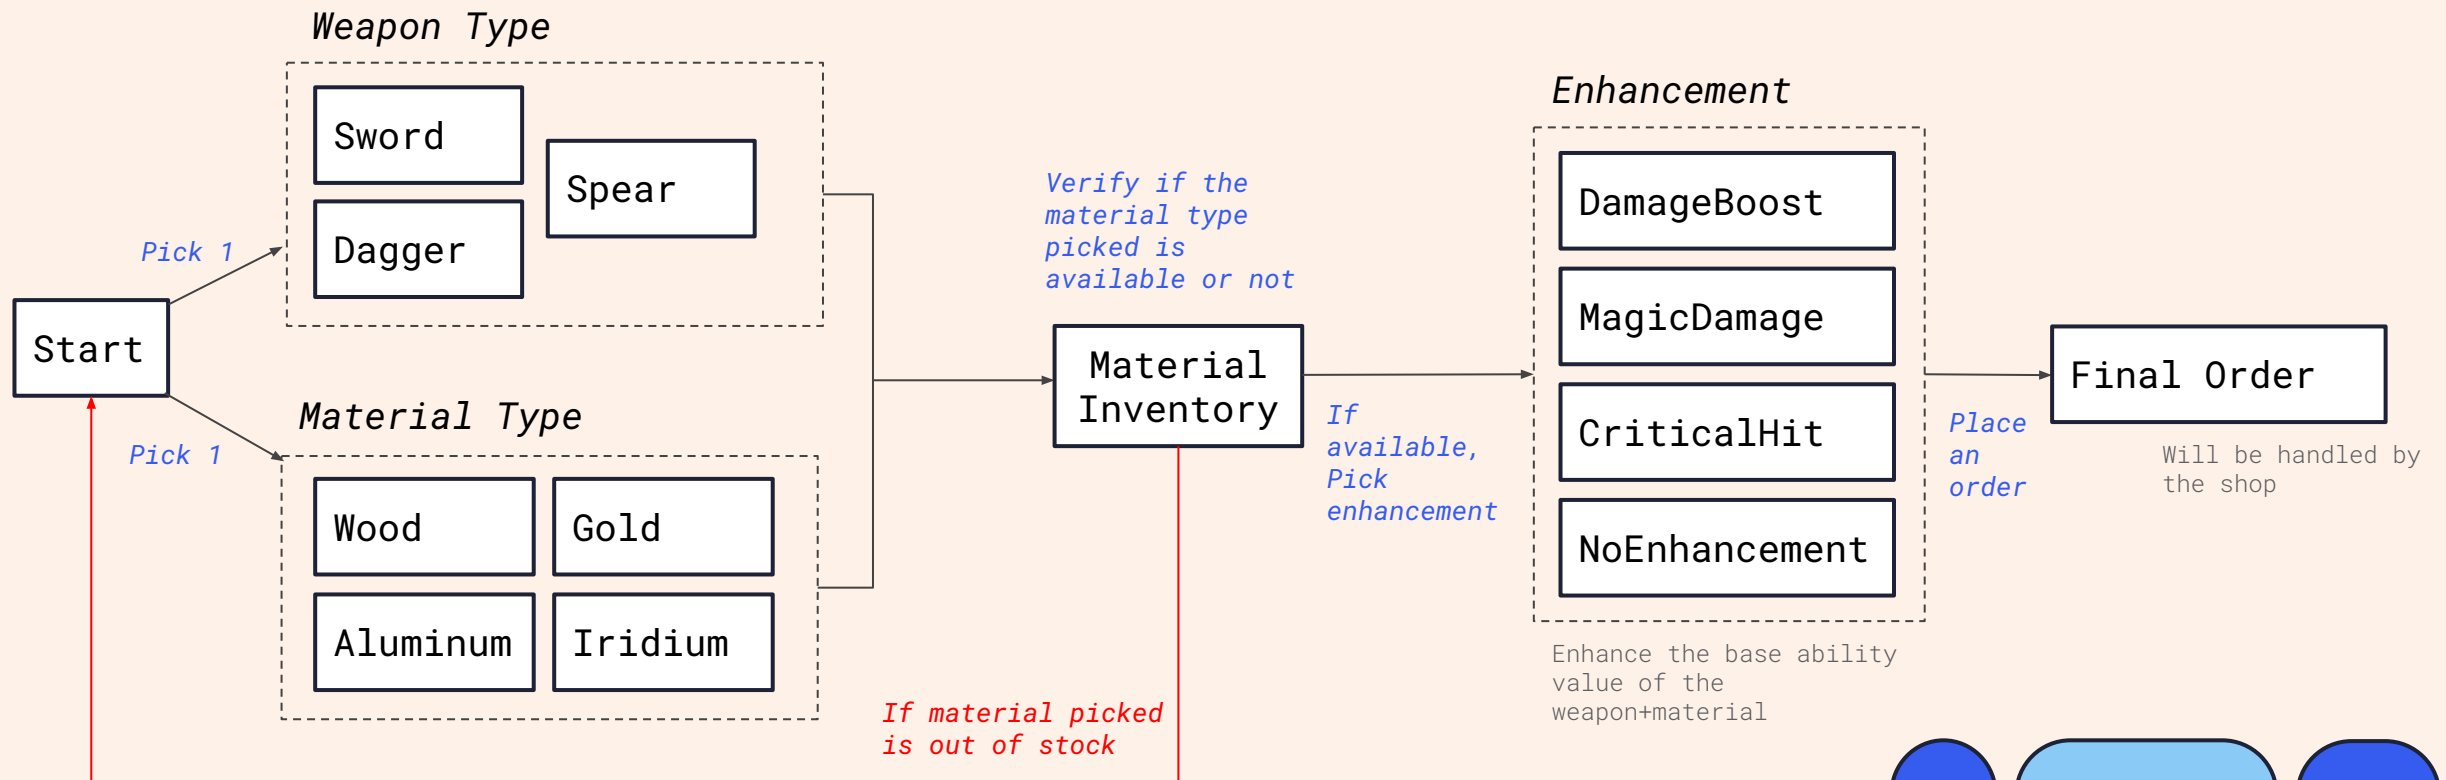 Weapon Type
Sword
Spear
Dagger
Pick 1
Start
Pick 1
Material Type
Wood
Gold
Aluminum
Iridium
Verify if the
material type
picked is
available or not
Material
Inventory
If
available,
Pick
enhancement
If material picked
is out of stock
Enhancement
DamageBoost
MagicDamage
CriticalHit
NoEnhancement
Enhance the base ability
value of the
weapon+material
Place
an
order
Final Order
Will be handled by
the shop